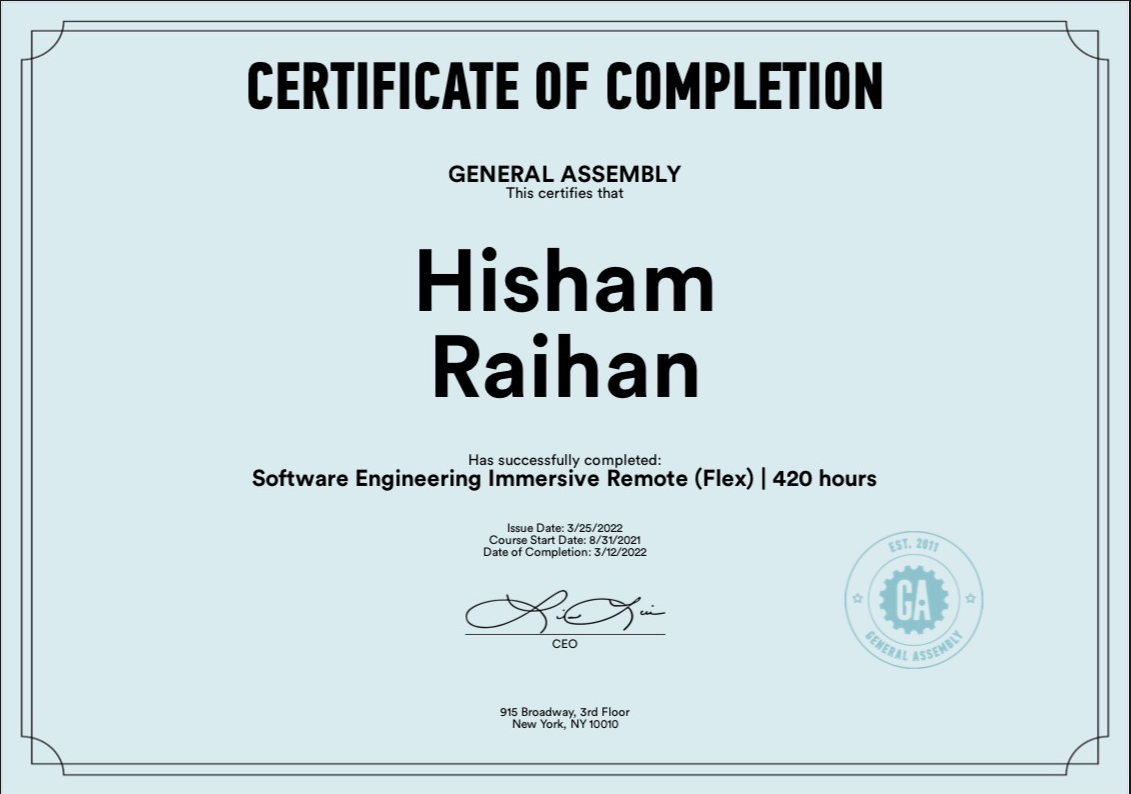 CERTIFICATE OF COMPLETION
GENERAL ASSEMBLY
This certifies that
Hisham
Raihan
Has successfully completed:
Software Engineering Immersive Remote (Flex) | 420 hours
Issue Date: 3/25/2022
Course Start Date: 8/31/2021
Date of Completion: 3/12/2022
EST. 2011
GA
GENERAL ASSEMBLY
CEO
915 Broadway, 3rd Floor
New York, NY 10010